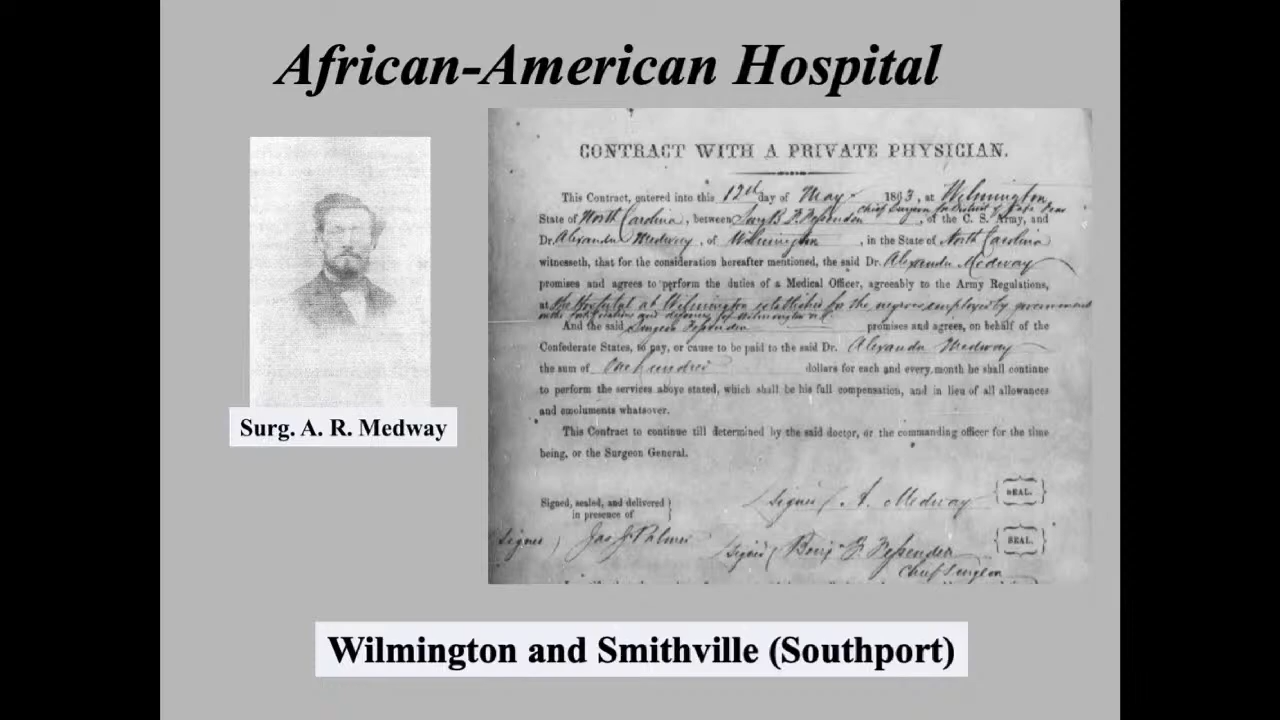 African-American Hospital
CONTRACT WITH A PRIVATE PHYSICIAN.
This Contract, entered into this 12th day of May 1863, at Wilmington
State of North Carolina, between Surg B. F. Fessenden Chief Surgeon, of the C. S. Army, and
Dr. Alexander Medway, of Wilmington, in the State of North Carolina
witnesseth, that for the consideration hereafter mentioned, the said Dr. Alexander Medway
promises and agrees to perform the duties of a Medical Officer, agreeably to the Army Regulations,
at the Hospital at Wilmington established for the negroes employed by government
on the fortifications and defences of Wilmington N.C.
And the said Surgeon Fessenden promises and agrees, on behalf of the
Confederate States, to pay, or cause to be paid to the said Dr. Alexander Medway
the sum of One hundred dollars for each and every month he shall continue
to perform the services above stated, which shall be his full compensation, and in lieu of all allowances
and emoluments whatsoever.
This Contract to continue till determined by the said doctor, or the commanding officer for the time
being, or the Surgeon General.
Signed, sealed, and delivered
in presence of
(Signed) A. Medway SEAL.
(Signed) Jas J. Palmer (Signed) Benj. F. Fessenden SEAL.
Chief Surgeon
Surg. A. R. Medway
Wilmington and Smithville (Southport)